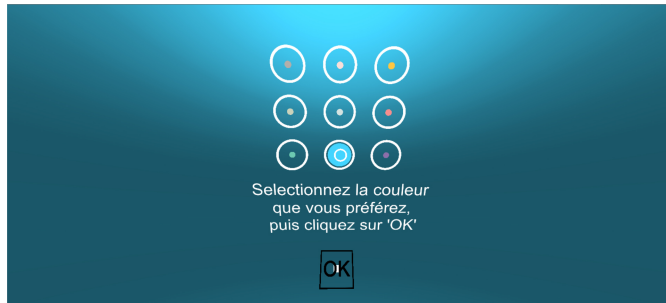 Selectionnez la couleur
que vous préférez,
puis cliquez sur 'OK'
OK